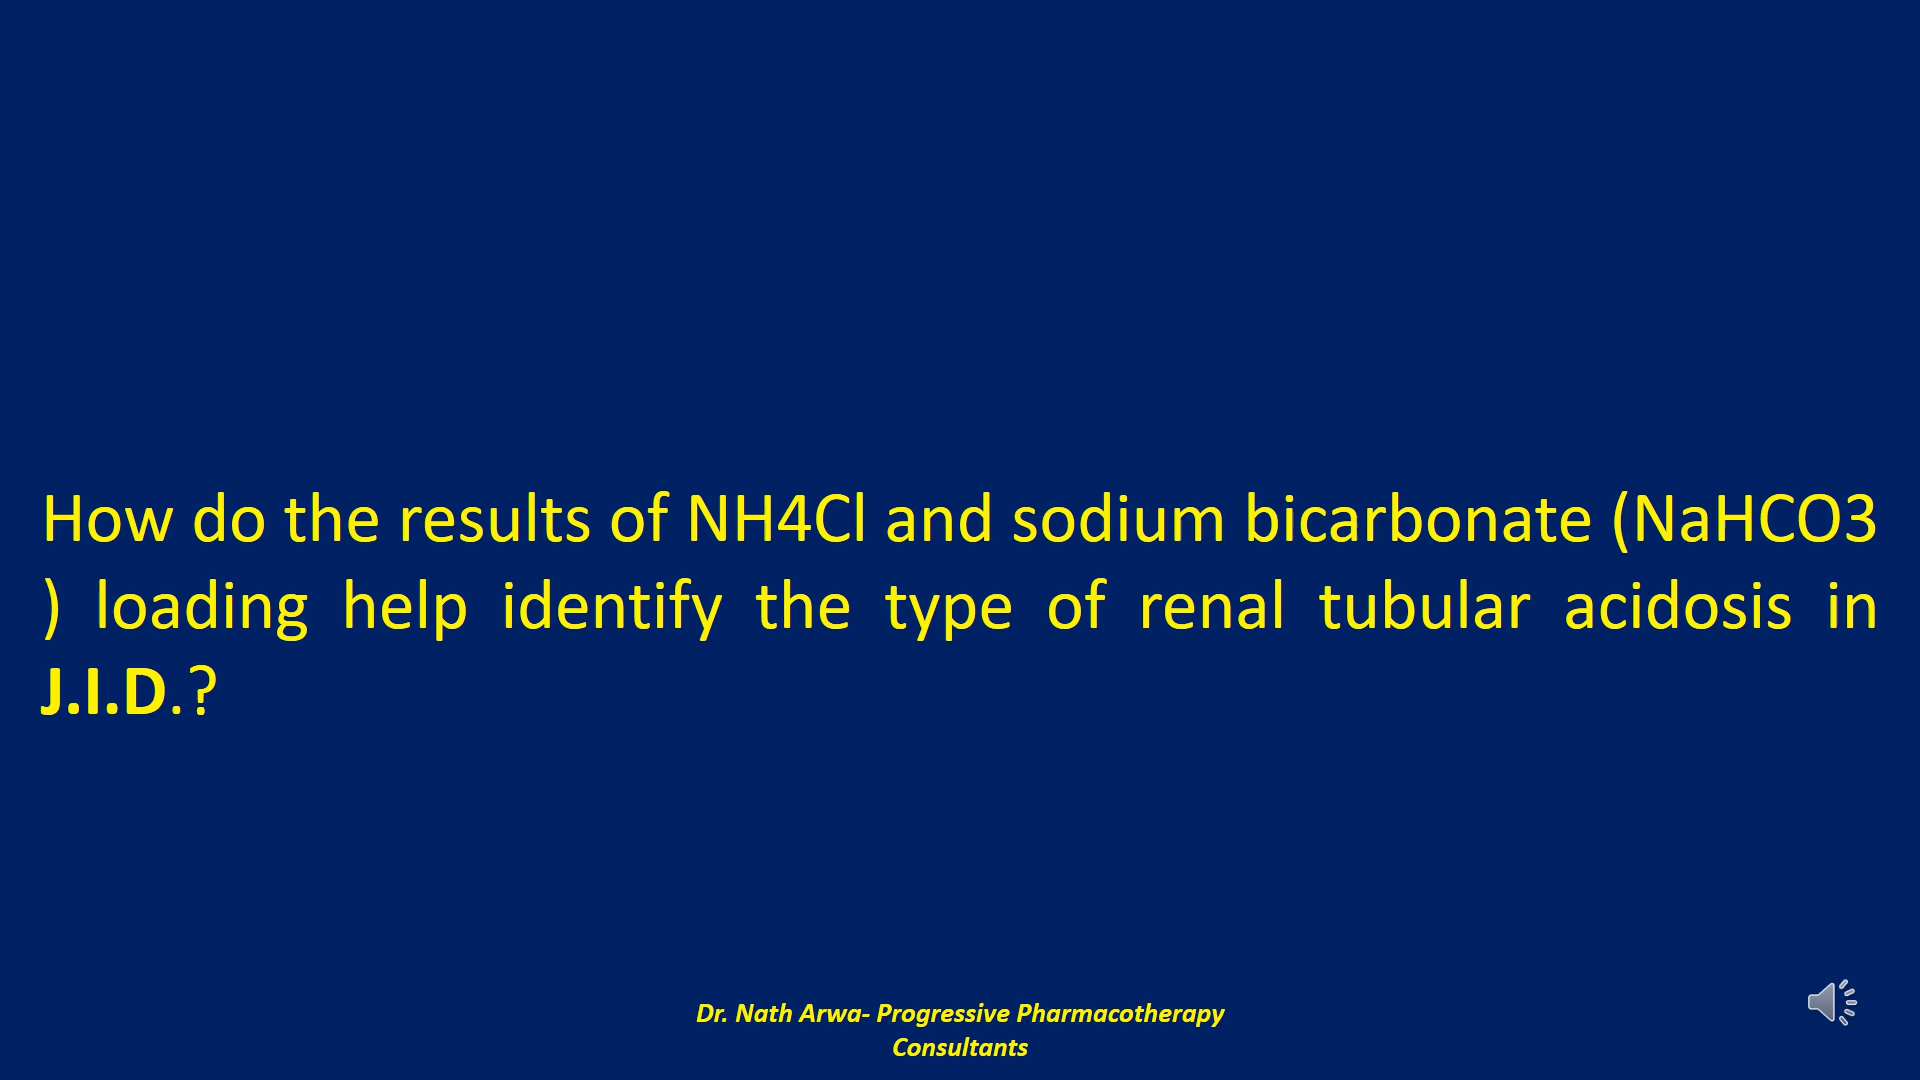 How do the results of NH4Cl and sodium bicarbonate (NaHCO3
) loading help identify the type of renal tubular acidosis in
J.I.D.?
Dr. Nath Arwa- Progressive Pharmacotherapy
Consultants